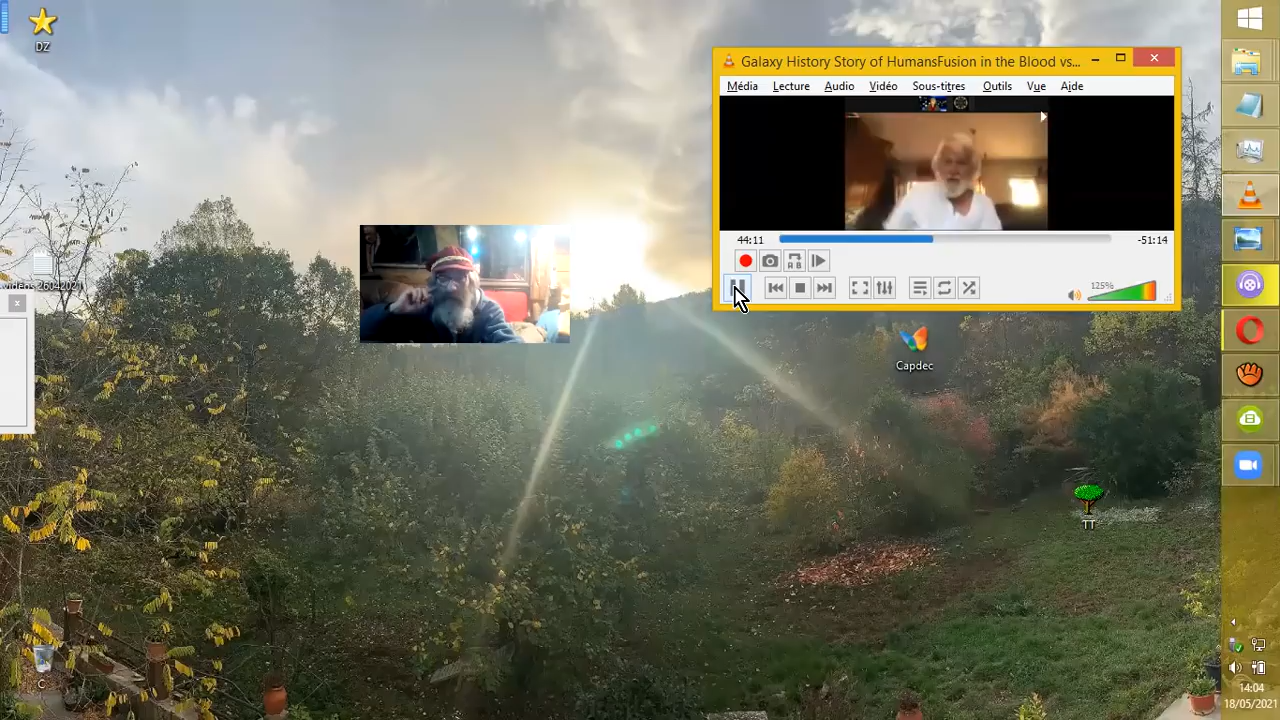 DZ
Galaxy History Story of HumansFusion in the Blood vs...
Média Lecture Audio Vidéo Sous-titres Outils Vue Aide
44:11
-51:14
125%
Capdec
TT
C
14:04
18/05/2021